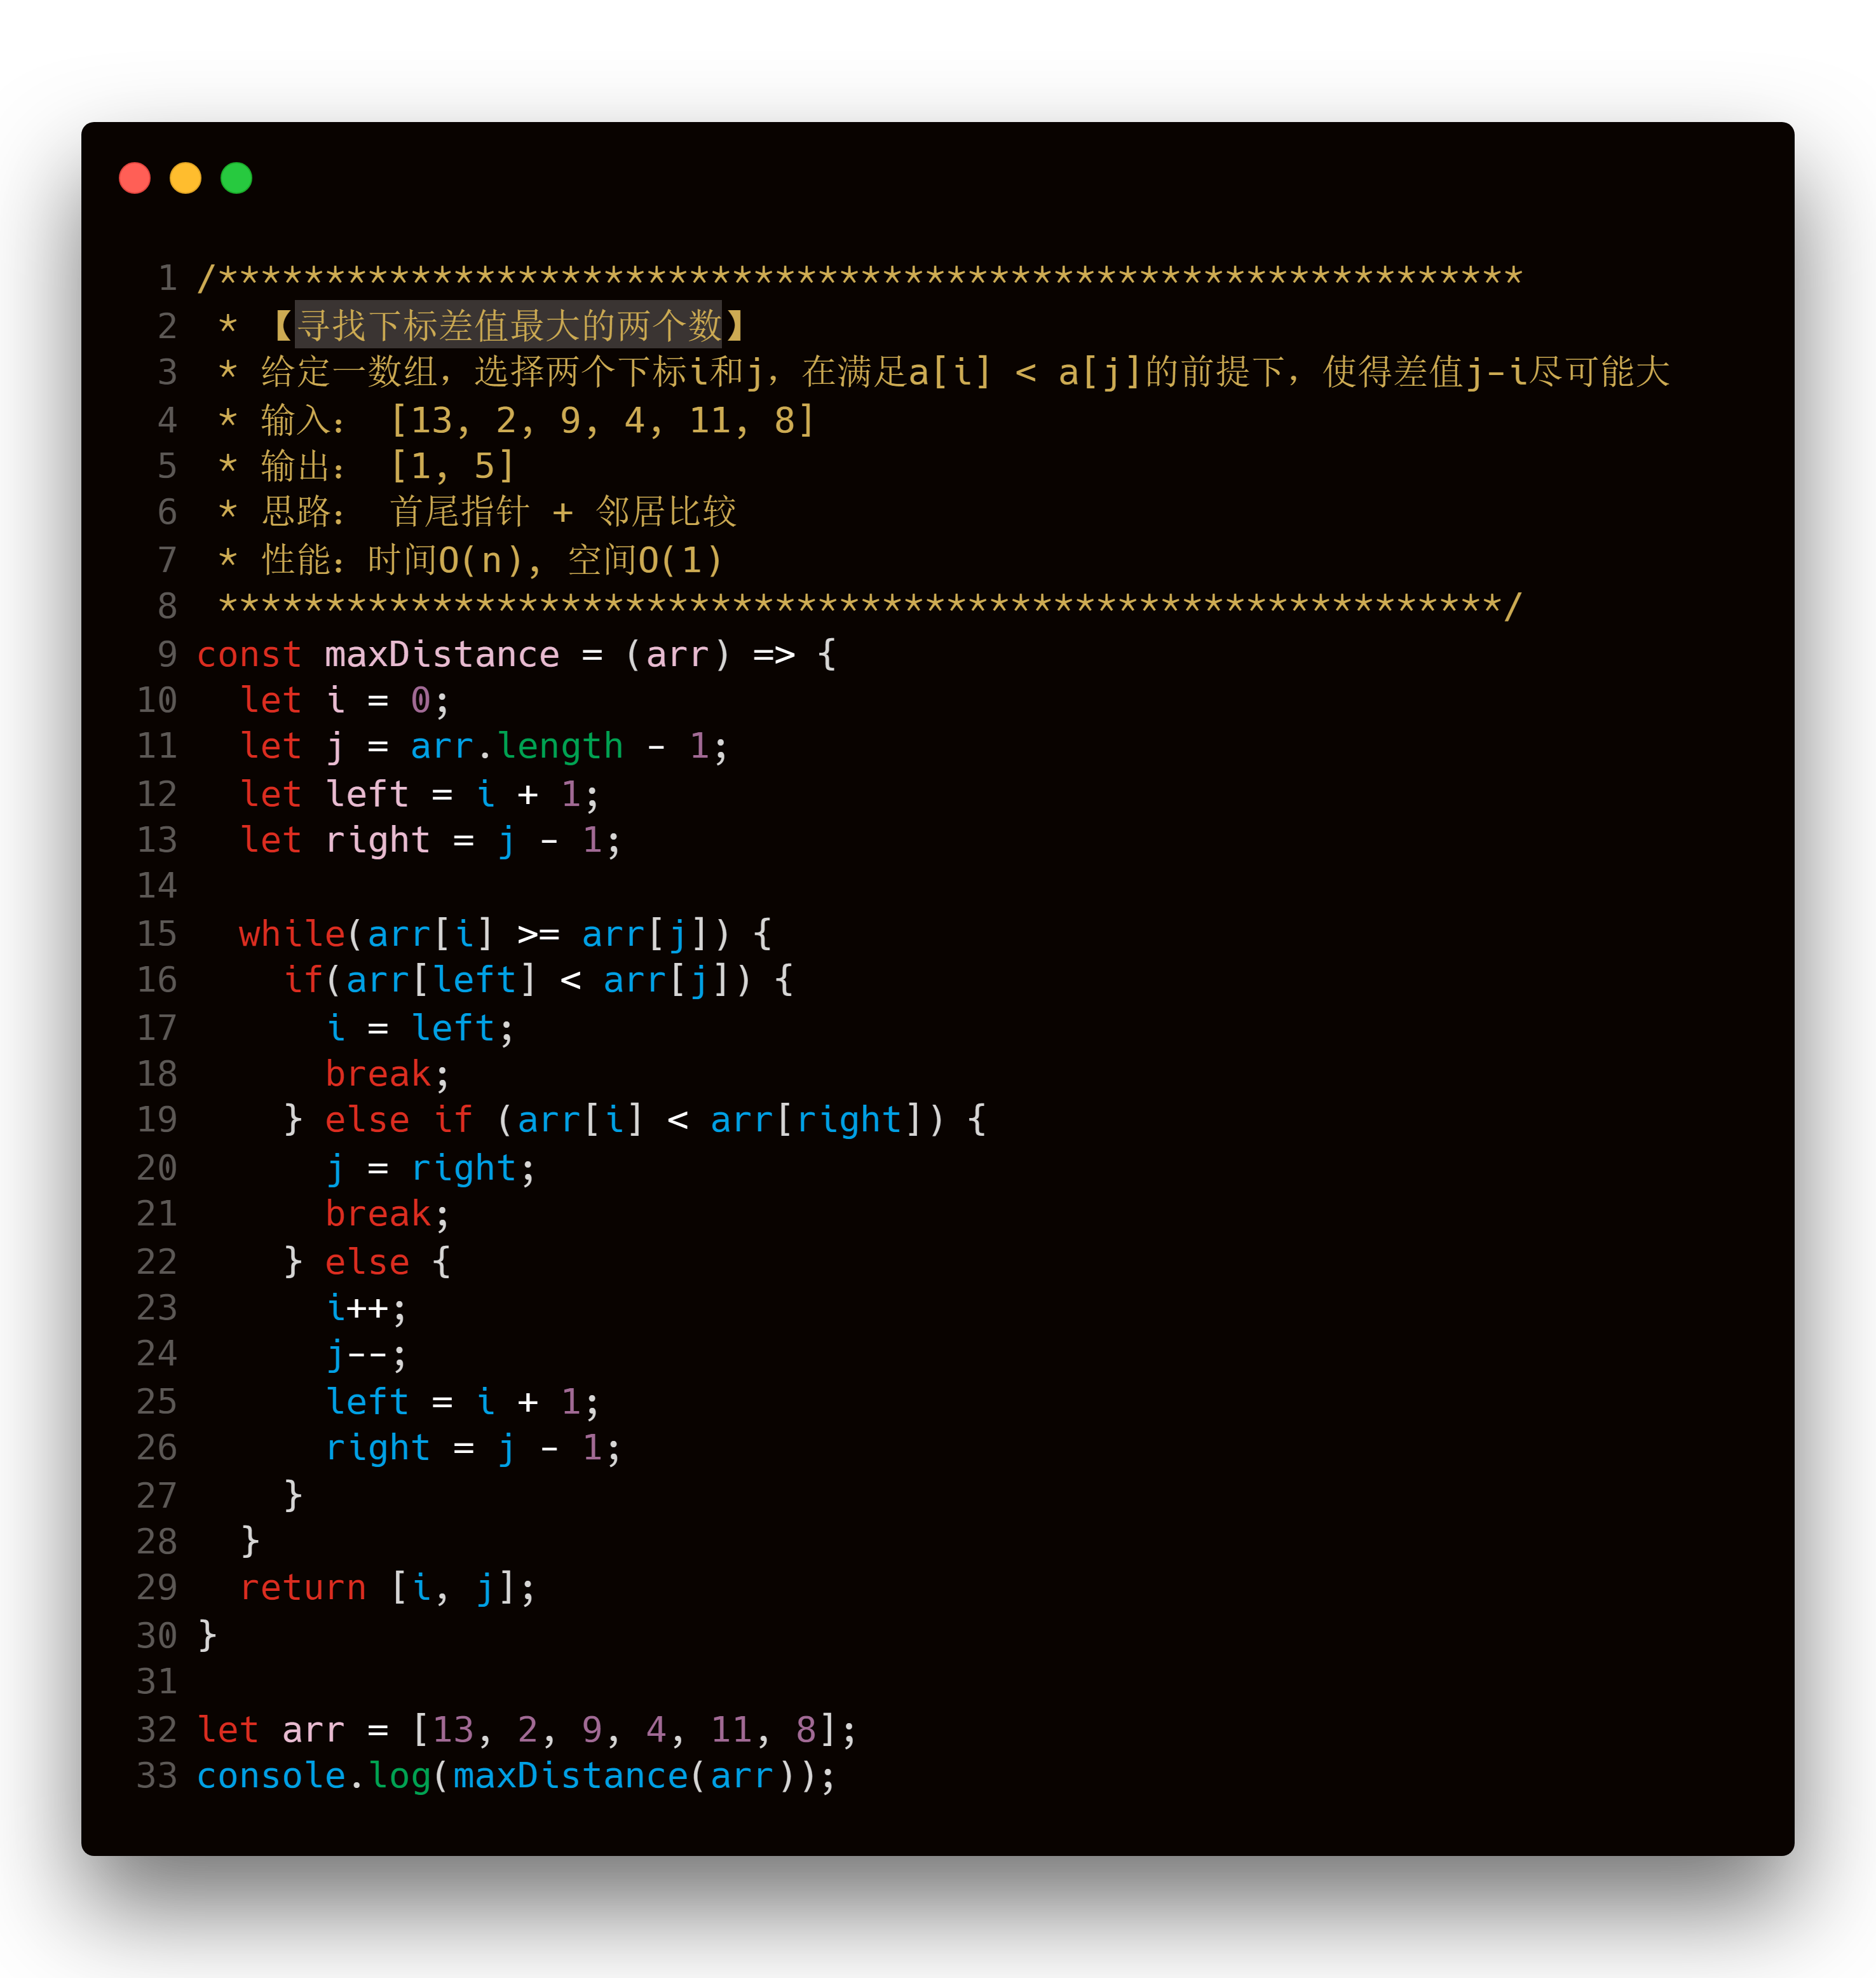 1 /*************************************************************
2  * 【寻找下标差值最大的两个数】
3  * 给定一数组，选择两个下标i和j，在满足a[i] < a[j]的前提下，使得差值j-i尽可能大
4  * 输入： [13, 2, 9, 4, 11, 8]
5  * 输出： [1, 5]
6  * 思路： 首尾指针 + 邻居比较
7  * 性能：时间O(n), 空间O(1)
8  ************************************************************/
9 const maxDistance = (arr) => {
10   let i = 0;
11   let j = arr.length - 1;
12   let left = i + 1;
13   let right = j - 1;
14
15   while(arr[i] >= arr[j]) {
16     if(arr[left] < arr[j]) {
17       i = left;
18       break;
19     } else if (arr[i] < arr[right]) {
20       j = right;
21       break;
22     } else {
23       i++;
24       j--;
25       left = i + 1;
26       right = j - 1;
27     }
28   }
29   return [i, j];
30 }
31
32 let arr = [13, 2, 9, 4, 11, 8];
33 console.log(maxDistance(arr));